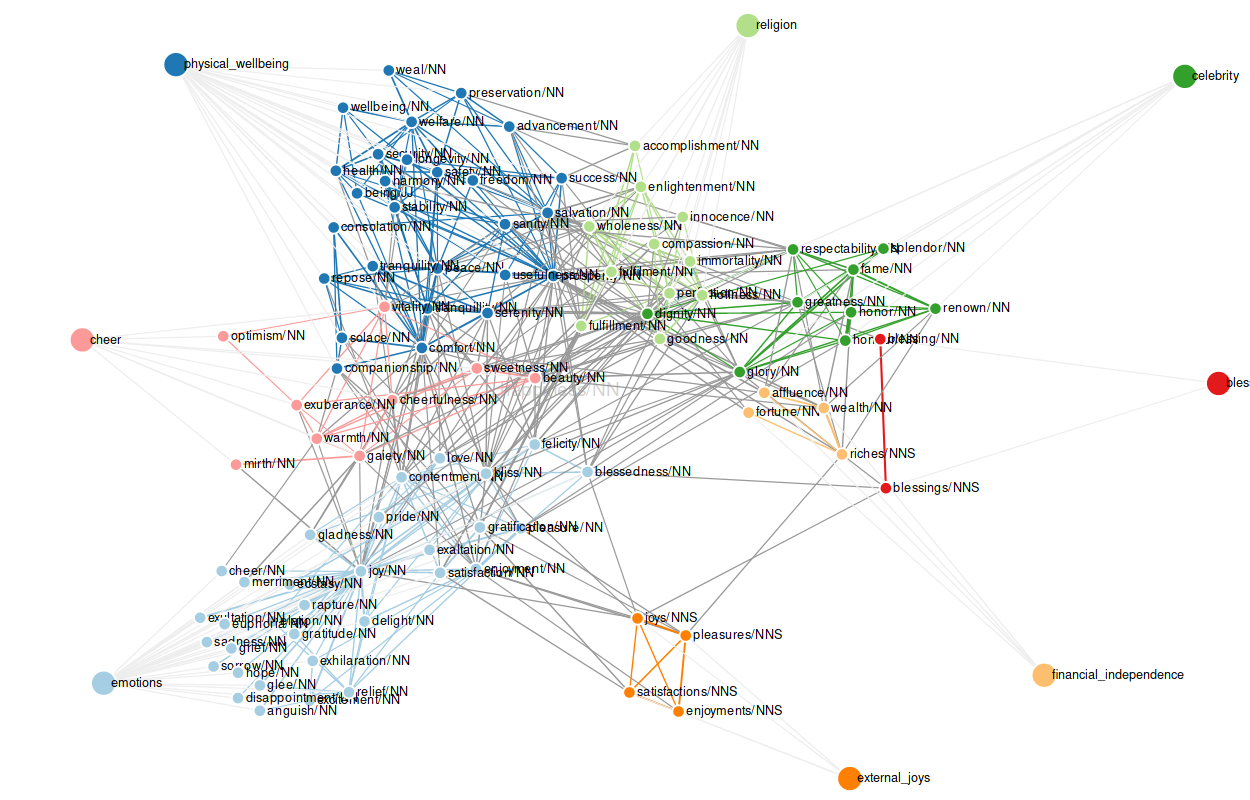 religion
physical_wellbeing
weal/NN
celebrity
preservation/NN
wellbeing/NN
welfare/NN
advancement/NN
accomplishment/NN
security/NN
longevity/NN
health/NN
safety/NN
harmony/NN
freedom/NN
success/NN
enlightenment/NN
being/JJ
stability/NN
salvation/NN
innocence/NN
consolation/NN
sanity/NN
wholeness/NN
compassion/NN
respectability/NN
splendor/NN
immortality/NN
tranquility/NN
peace/NN
fame/NN
repose/NN
usefulness/NN
prosperity/NN
fulfilment/NN
perfection/NN
holiness/NN
vitality/NN
tranquillity/NN
serenity/NN
dignity/NN
greatness/NN
honor/NN
renown/NN
fulfillment/NN
optimism/NN
solace/NN
cheer
goodness/NN
blessing/NN
comfort/NN
companionship/NN
sweetness/NN
beauty/NN
glory/NN
bles
affluence/NN
exuberance/NN
cheerfulness/NN
fortune/NN
wealth/NN
warmth/NN
felicity/NN
mirth/NN
gaiety/NN
love/NN
riches/NNS
contentment/NN
bliss/NN
blessedness/NN
blessings/NNS
pride/NN
gladness/NN
gratification/NN
pleasure/NN
exaltation/NN
cheer/NN
joy/NN
satisfaction/NN
enjoyment/NN
merriment/NN
ecstasy/NN
rapture/NN
exultation/NN
elation/NN
delight/NN
joys/NNS
euphoria/NN
gratitude/NN
pleasures/NNS
sadness/NN
grief/NN
sorrow/NN
exhilaration/NN
hope/NN
financial_independence
emotions
glee/NN
relief/NN
satisfactions/NNS
disappointment/NN
excitement/NN
anguish/NN
enjoyments/NNS
external_joys